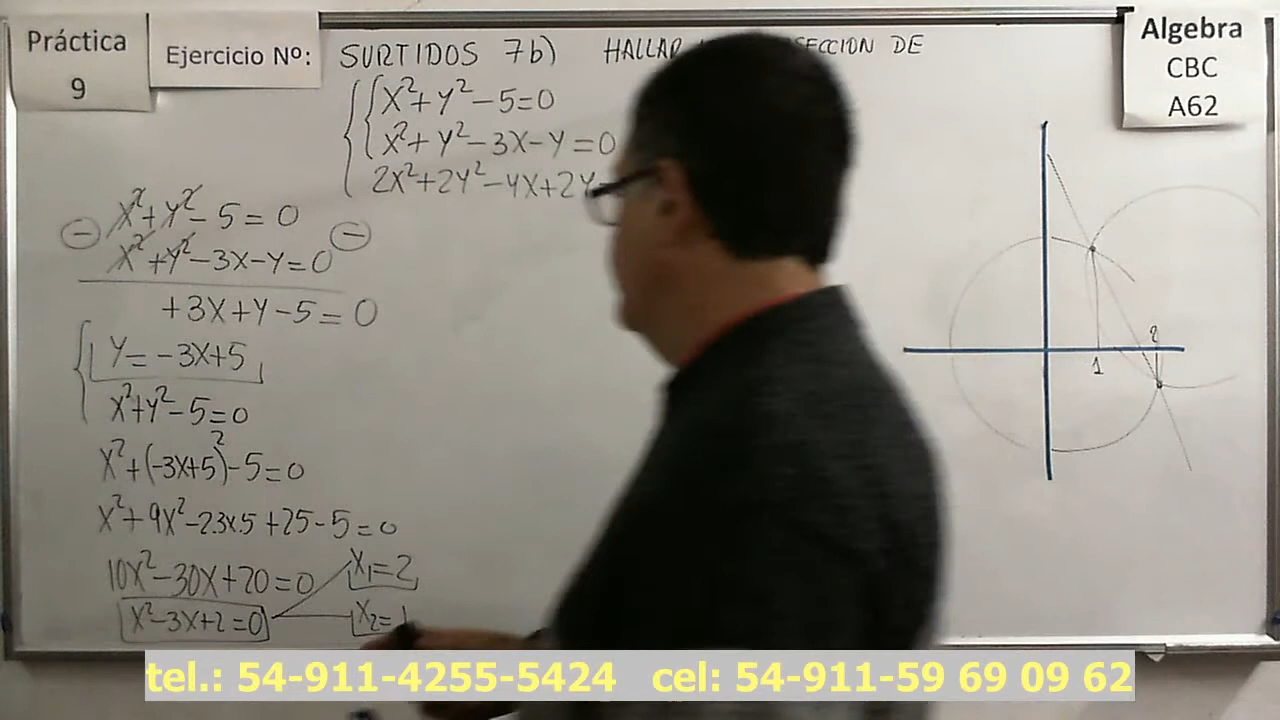 Práctica
9
Ejercicio Nº:
SURTIDOS 7b) HALLAR DE
Algebra
CBC
A62
X²+Y²-5=0
X²+Y²-3X-Y=0
2X²+2Y²-4X+2Y
X²+Y²-5=0
⊖ X²+Y²-3X-Y=0 ⊖
+3X+Y-5=0
Y=-3X+5
X²+Y²-5=0
X²+(-3X+5)²-5=0
X²+9X²-2.3X.5+25-5=0
10X²-30X+20=0 X₁=2
X²-3X+2=0 X₂=1
2
1
tel.: 54-911-4255-5424 cel: 54-911-59 69 09 62